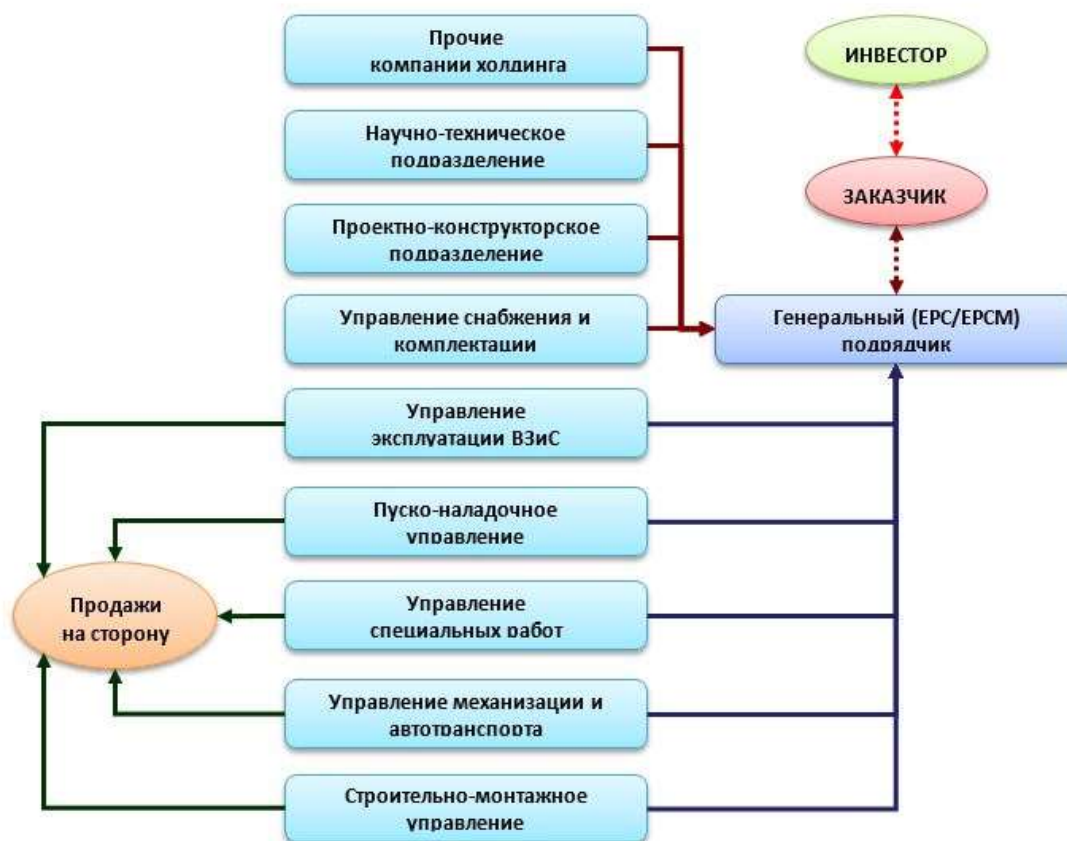 Прочие
компании холдинга
ИНВЕСТОР
Научно-техническое
подразделение
ЗАКАЗЧИК
Проектно-конструкторское
подразделение
Управление снабжения и
комплектации
Генеральный (EPC/EPCM)
подрядчик
Управление
эксплуатации ВЗиС
Пуско-наладочное
управление
Продажи
на сторону
Управление
специальных работ
Управление механизации и
автотранспорта
Строительно-монтажное
управление